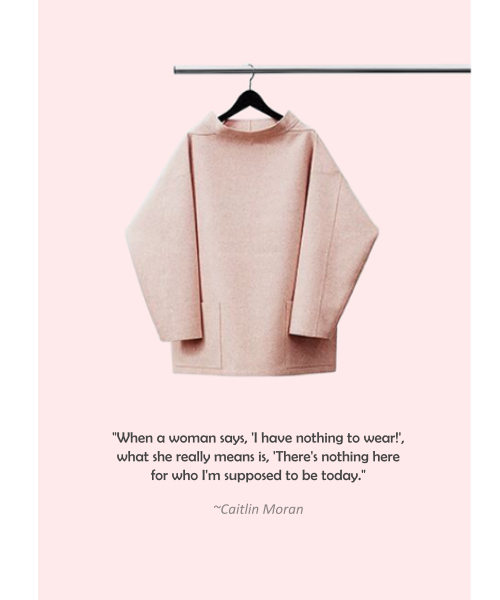 "When a woman says, 'I have nothing to wear!',
what she really means is, 'There's nothing here
for who I'm supposed to be today."
~Caitlin Moran